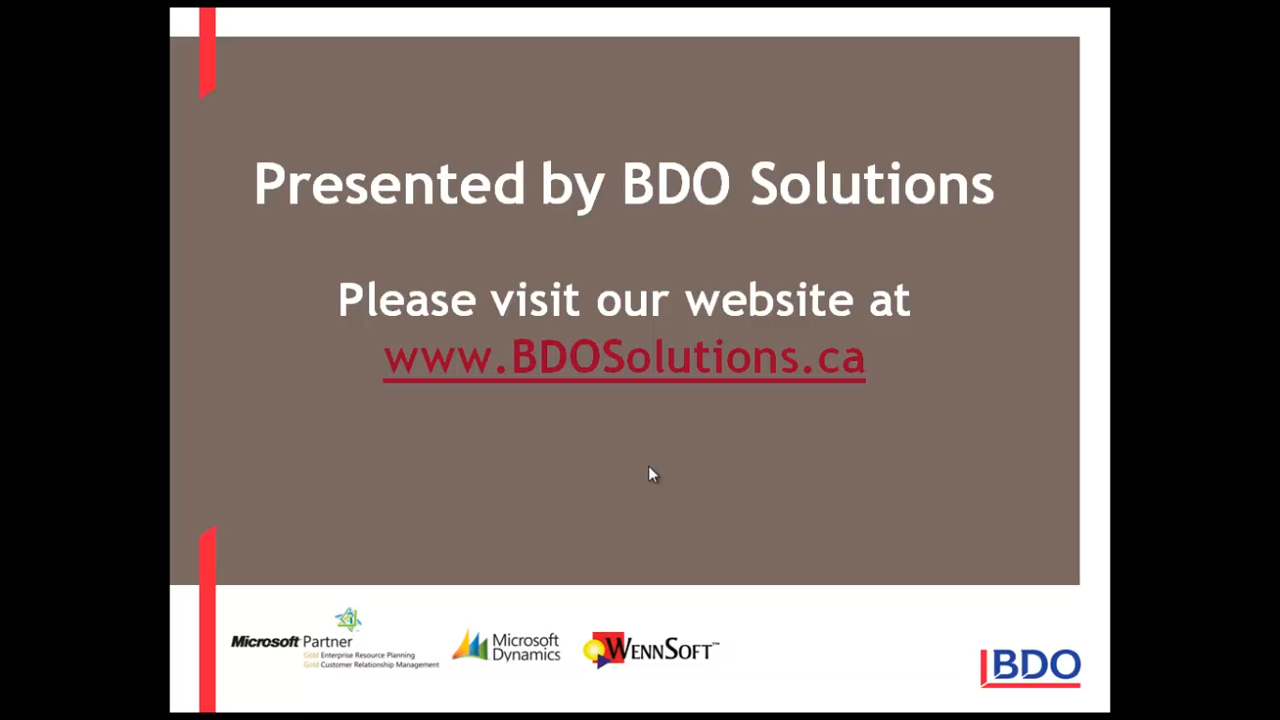 Presented by BDO Solutions
Please visit our website at
www.BDOSolutions.ca
Microsoft Partner
Gold Enterprise Resource Planning
Gold Customer Relationship Management
Microsoft
Dynamics
WENNSOFT™
BDO